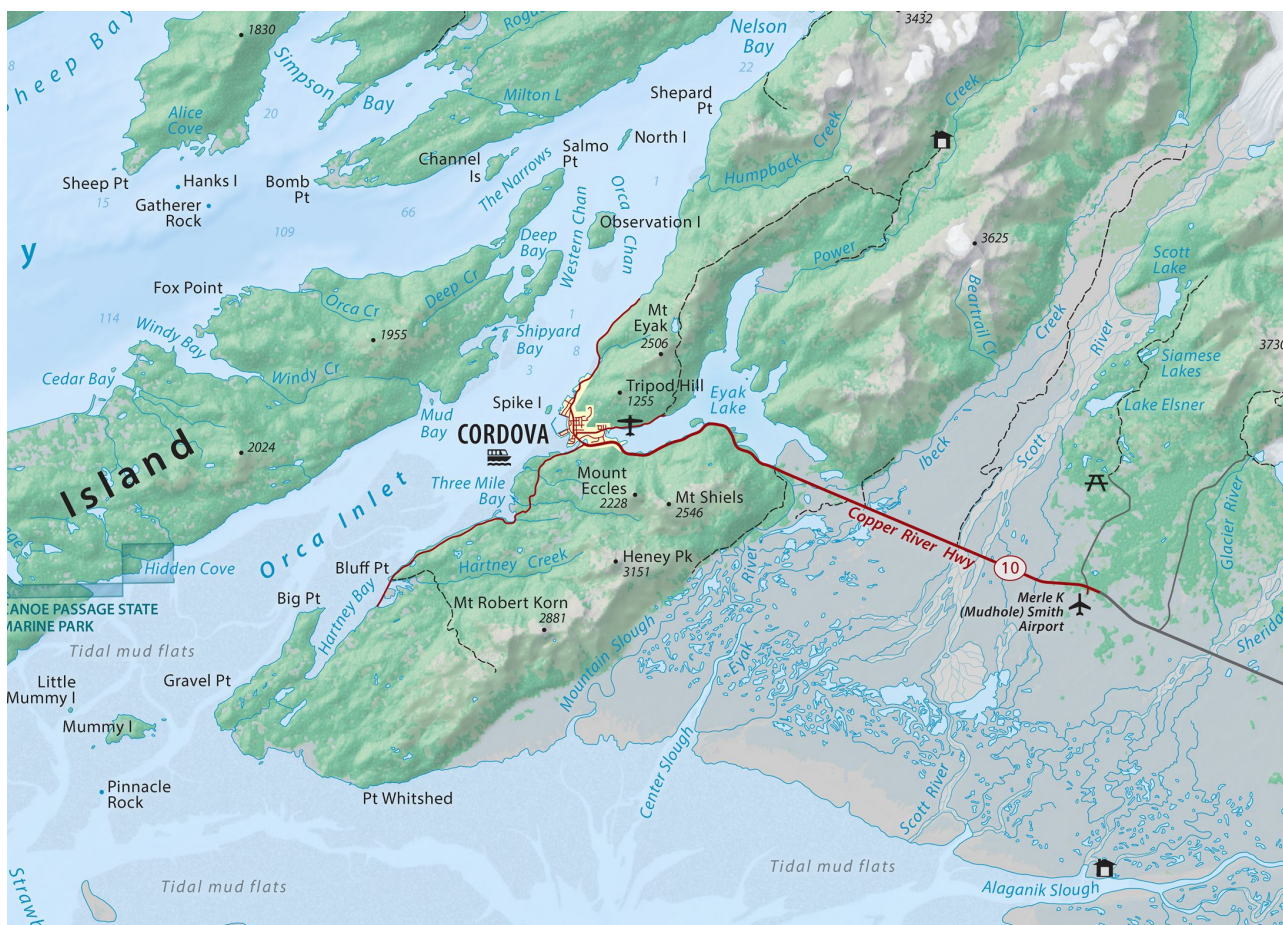 Sheep Bay
1830
Simpson
Bay
Nelson
Bay
22
3432
8
Alice
Cove
20
Milton L
Shepard
Pt
Creek
Humpback Creek
Channel
Is
Salmo
Pt
North I
Sheep Pt
15
Hanks I
Gatherer
Rock
Bomb
Pt
The Narrows
66
109
1
Orca Chan
Western Chan
Observation I
Deep
Bay
Power
3625
Scott
Lake
y
Fox Point
Orca Cr
Deep Cr
114
Windy Bay
1955
Shipyard
Bay
1
8
3
Mt
Eyak
2506
Beartrail Cr
Creek
River
Siamese
Lakes
Cedar Bay
Windy Cr
Tripod Hill
1255
Eyak
Lake
Lake Elsner
Spike I
Mud
Bay
CORDOVA
Island
2024
Ibeck
Scott
Three Mile
Bay
Mount
Eccles
2228
Mt Shiels
2546
Orca Inlet
Copper River Hwy
10
Glacier River
Hidden Cove
Bluff Pt
Hartney Creek
Heney Pk
3151
CANOE PASSAGE STATE
MARINE PARK
Big Pt
Hartney Bay
Mt Robert Korn
2881
Merle K
(Mudhole) Smith
Airport
Tidal mud flats
River
Eyak
Mountain Slough
Gravel Pt
Little
Mummy I
Mummy I
Center Slough
Pinnacle
Rock
Pt Whitshed
Scott River
Tidal mud flats
Tidal mud flats
Alaganik Slough